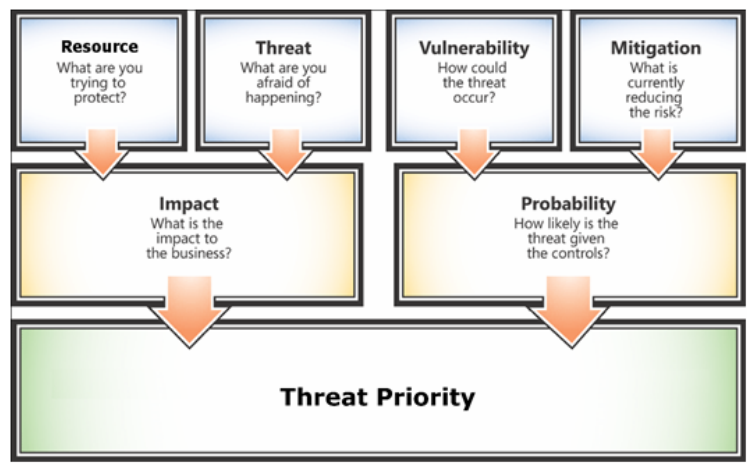 Resource
What are you
trying to
protect?
Threat
What are you
afraid of
happening?
Vulnerability
How could
the threat
occur?
Mitigation
What is
currently
reducing
the risk?
Impact
What is the
impact to
the business?
Probability
How likely is the
threat given
the controls?
Threat Priority